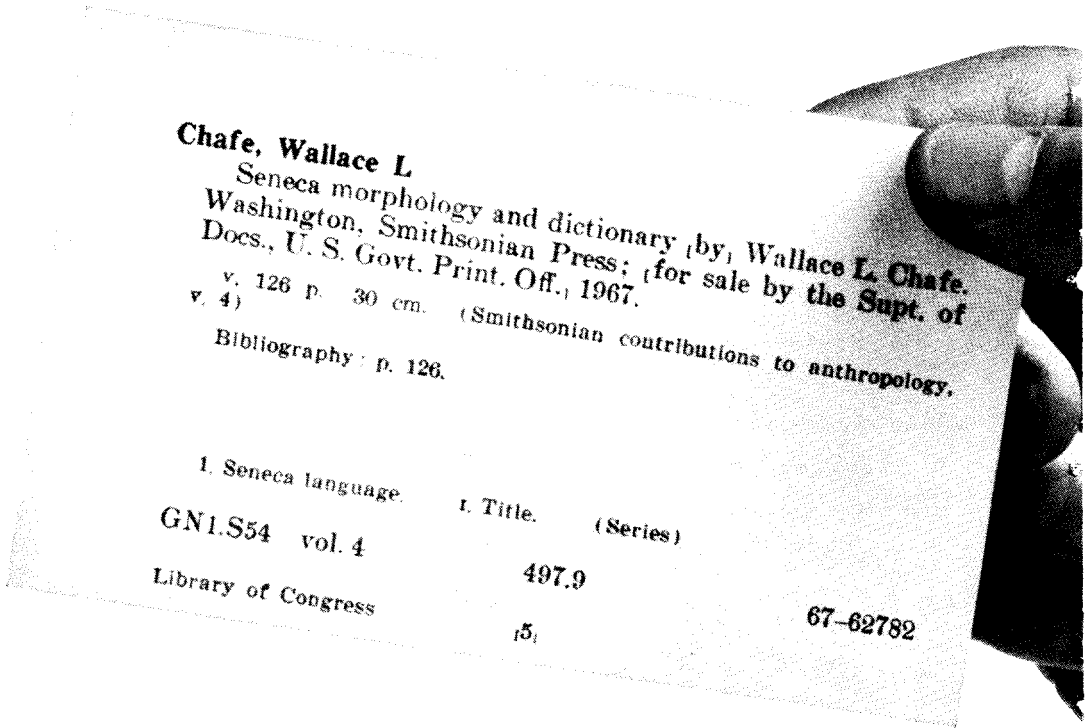 Chafe, Wallace L
Seneca morphology and dictionary [by] Wallace L. Chafe.
Washington, Smithsonian Press; [for sale by the Supt. of
Docs., U. S. Govt. Print. Off.] 1967.
v, 126 p. 30 cm. (Smithsonian contributions to anthropology,
v. 4)
Bibliography: p. 126.
1. Seneca language. I. Title. (Series)
GN1.S54 vol. 4 497.9 67–62782
Library of Congress [5]